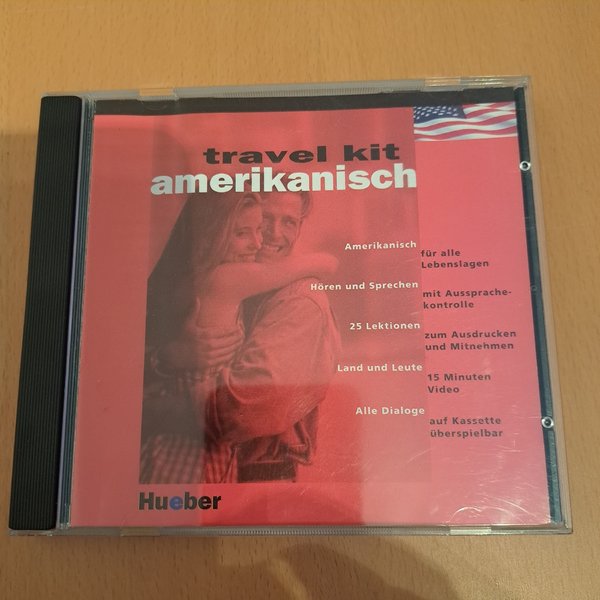 travel kit
amerikanisch
Amerikanisch
für alle
Lebenslagen
Hören und Sprechen
mit Aussprache-
kontrolle
25 Lektionen
zum Ausdrucken
und Mitnehmen
Land und Leute
15 Minuten
Video
Alle Dialoge
auf Kassette
überspielbar
Hueber